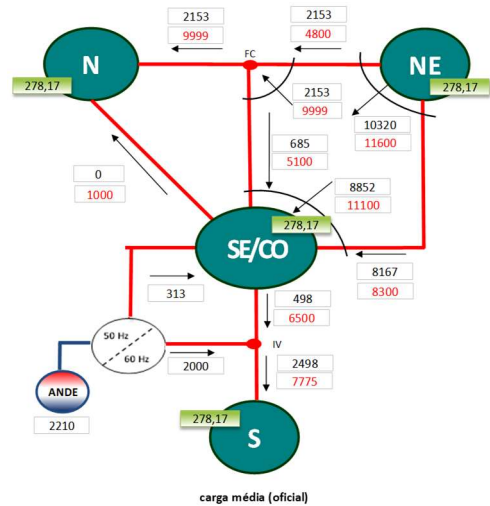 2153
9999
2153
4800
FC
N
278,17
NE
278,17
2153
9999
10320
11600
685
5100
0
1000
8852
11100
278,17
SE/CO
8167
8300
313
498
6500
50 Hz
60 Hz
IV
2000
2498
7775
ANDE
2210
278,17
S
carga média (oficial)